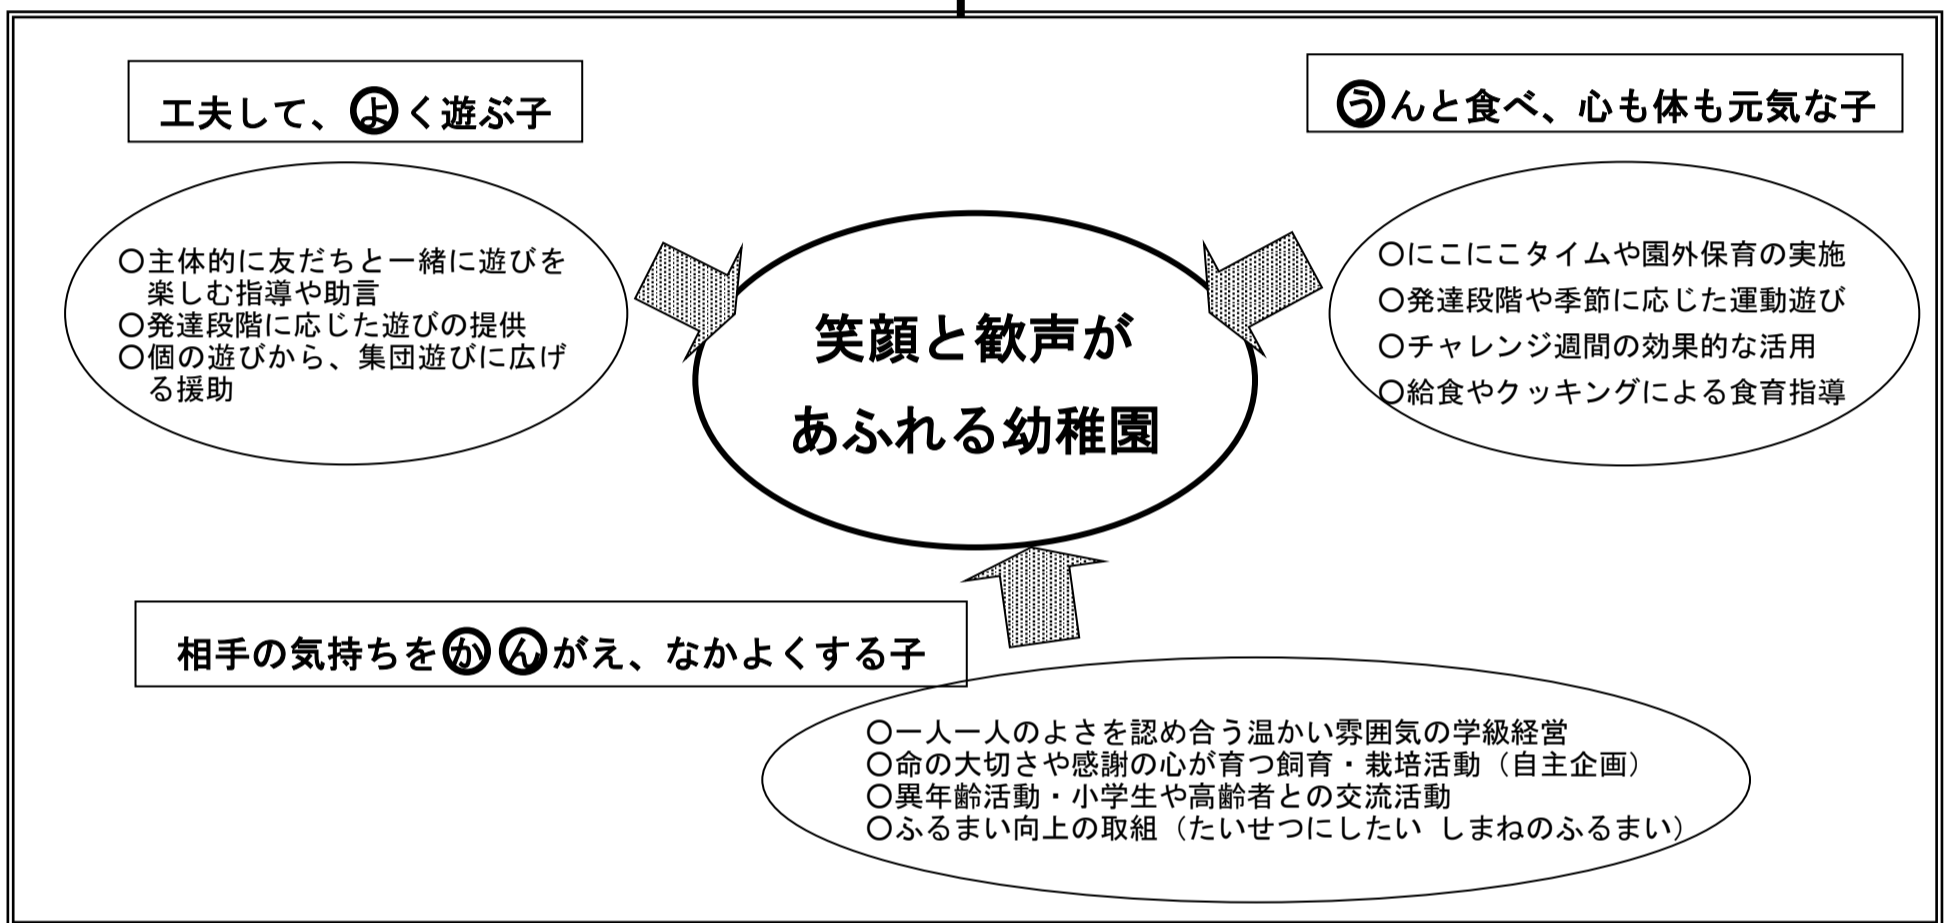 工夫して、よく遊ぶ子
○主体的に友だちと一緒に遊びを
楽しむ指導や助言
○発達段階に応じた遊びの提供
○個の遊びから、集団遊びに広げ
る援助
うんと食べ、心も体も元気な子
○にこにこタイムや園外保育の実施
○発達段階や季節に応じた運動遊び
○チャレンジ週間の効果的な活用
○給食やクッキングによる食育指導
笑顔と歓声が
あふれる幼稚園
相手の気持ちをかんがえ、なかよくする子
○一人一人のよさを認め合う温かい雰囲気の学級経営
○命の大切さや感謝の心が育つ飼育・栽培活動（自主企画）
○異年齢活動・小学生や高齢者との交流活動
○ふるまい向上の取組（たいせつにしたい しまねのふるまい）